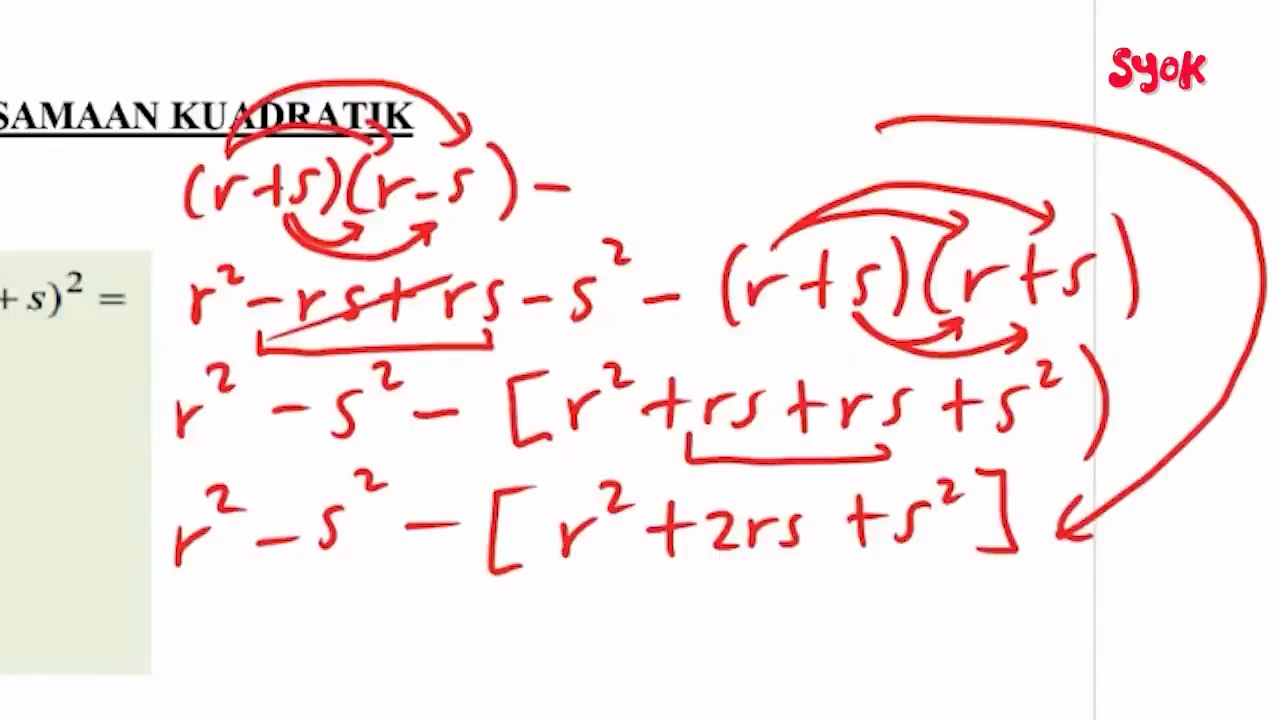 syok
SAMAAN KUADRATIK
(r+s)(r-s) -
+ s)² =
r² - rs + rs - s² - (r+s)(r+s)
r² - s² - [r² + rs + rs + s²)
r² - s² - [r² + 2rs + s²]